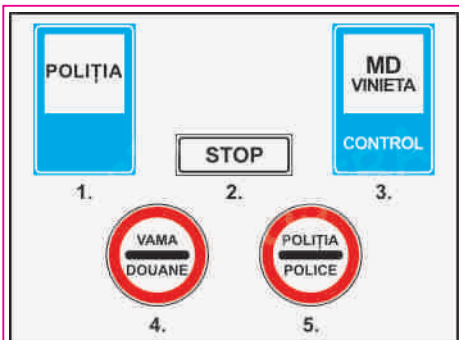 POLIȚIA
MD
VINIETA
CONTROL
STOP
1.
2.
3.
VAMA
DOUANE
POLIȚIA
POLICE
4.
5.